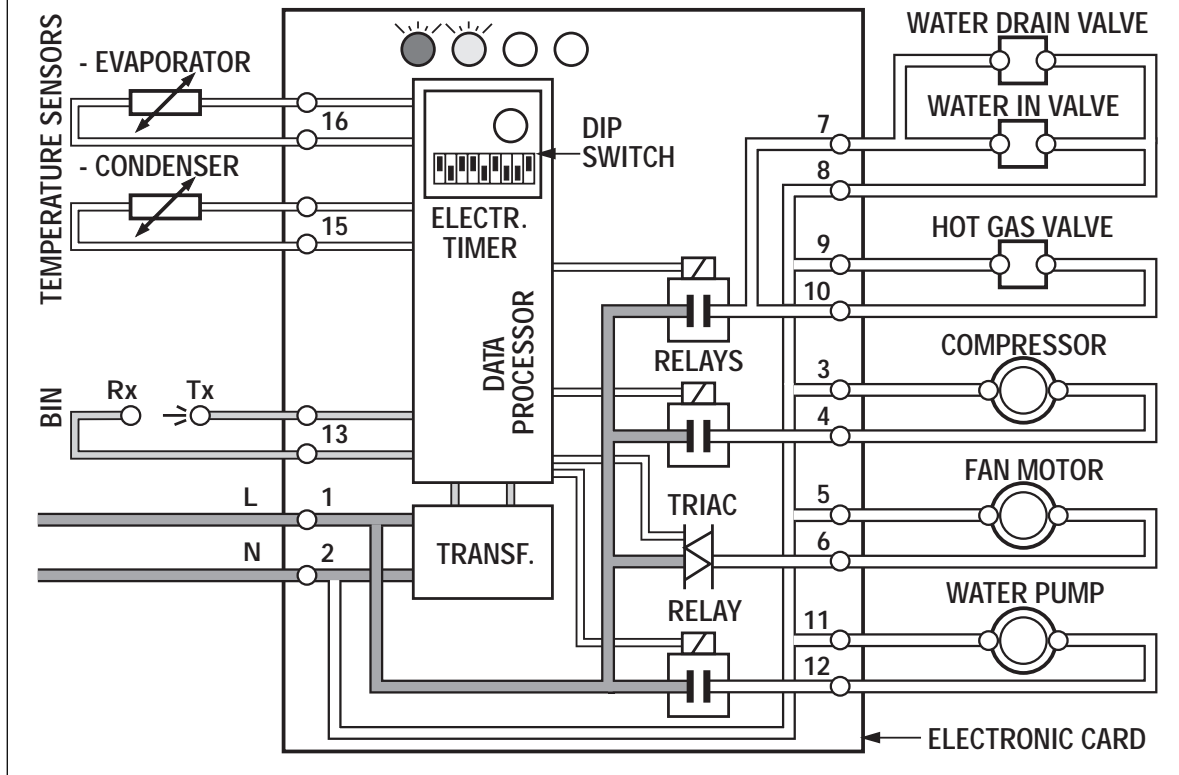 TEMPERATURE SENSORS
- EVAPORATOR
16
- CONDENSER
15
BIN
Rx
Tx
13
L
1
N
2
DIP
SWITCH
ELECTR.
TIMER
DATA
PROCESSOR
TRANSF.
RELAYS
TRIAC
RELAY
7
8
9
10
3
4
5
6
11
12
WATER DRAIN VALVE
WATER IN VALVE
HOT GAS VALVE
COMPRESSOR
FAN MOTOR
WATER PUMP
ELECTRONIC CARD